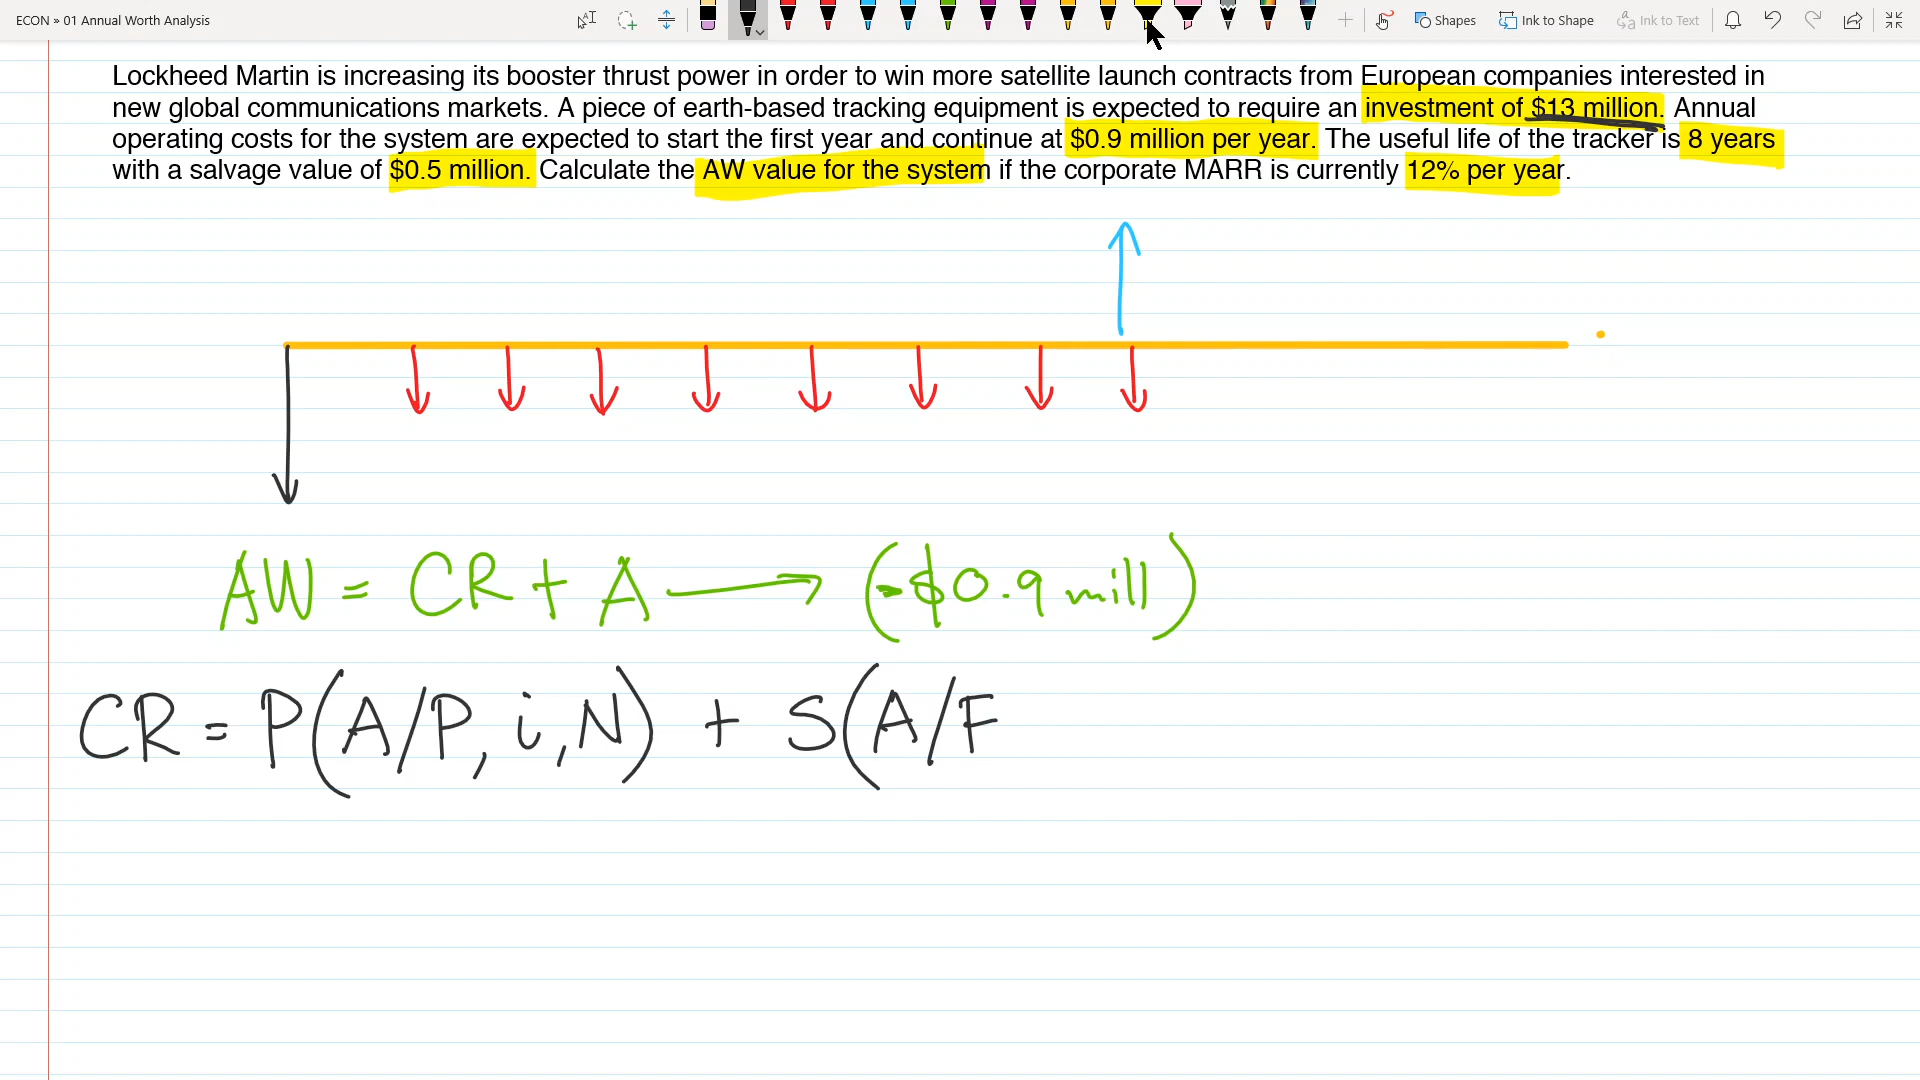 ECON » 01 Annual Worth Analysis
Shapes Ink to Shape Ink to Text
Lockheed Martin is increasing its booster thrust power in order to win more satellite launch contracts from European companies interested in
new global communications markets. A piece of earth-based tracking equipment is expected to require an investment of $13 million. Annual
operating costs for the system are expected to start the first year and continue at $0.9 million per year. The useful life of the tracker is 8 years
with a salvage value of $0.5 million. Calculate the AW value for the system if the corporate MARR is currently 12% per year.
AW = CR + A → (-$0.9 mill)
CR = P(A/P, i, N) + S(A/F